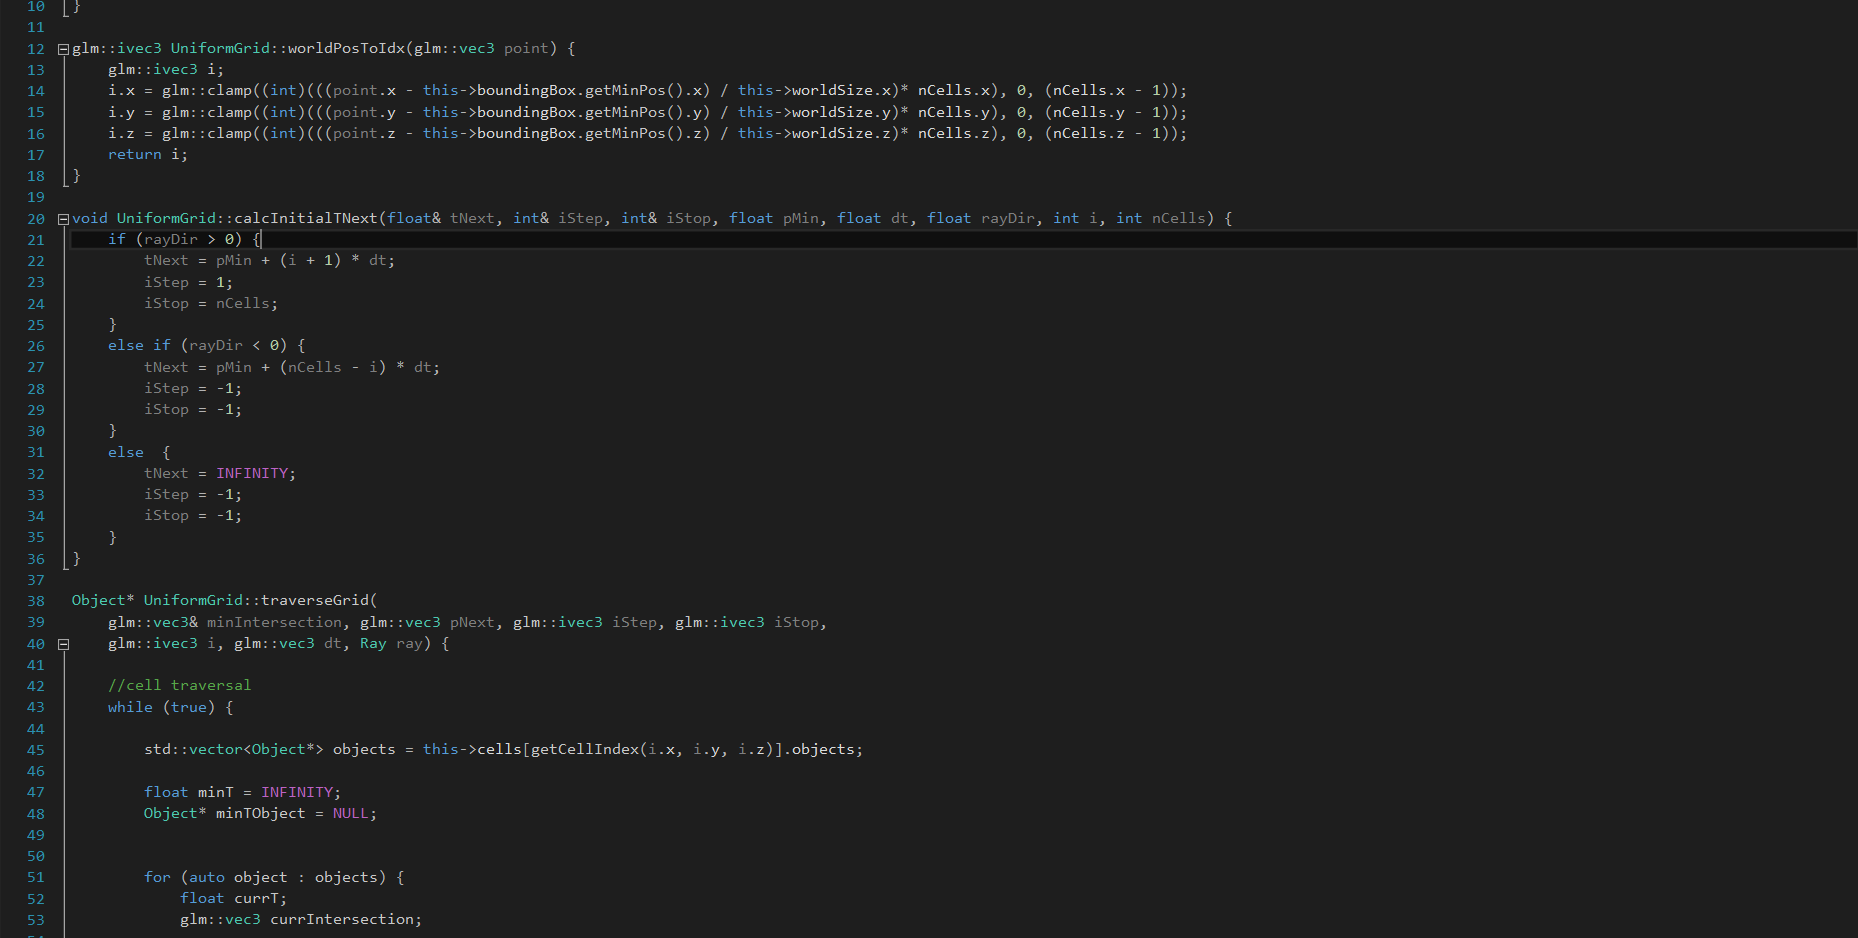 10 }
11
12 glm::ivec3 UniformGrid::worldPosToIdx(glm::vec3 point) {
13     glm::ivec3 i;
14     i.x = glm::clamp((int)(((point.x - this->boundingBox.getMinPos().x) / this->worldSize.x)* nCells.x), 0, (nCells.x - 1));
15     i.y = glm::clamp((int)(((point.y - this->boundingBox.getMinPos().y) / this->worldSize.y)* nCells.y), 0, (nCells.y - 1));
16     i.z = glm::clamp((int)(((point.z - this->boundingBox.getMinPos().z) / this->worldSize.z)* nCells.z), 0, (nCells.z - 1));
17     return i;
18 }
19
20 void UniformGrid::calcInitialTNext(float& tNext, int& iStep, int& iStop, float pMin, float dt, float rayDir, int i, int nCells) {
21     if (rayDir > 0) {
22         tNext = pMin + (i + 1) * dt;
23         iStep = 1;
24         iStop = nCells;
25     }
26     else if (rayDir < 0) {
27         tNext = pMin + (nCells - i) * dt;
28         iStep = -1;
29         iStop = -1;
30     }
31     else  {
32         tNext = INFINITY;
33         iStep = -1;
34         iStop = -1;
35     }
36 }
37
38 Object* UniformGrid::traverseGrid(
39     glm::vec3& minIntersection, glm::vec3 pNext, glm::ivec3 iStep, glm::ivec3 iStop,
40     glm::ivec3 i, glm::vec3 dt, Ray ray) {
41
42     //cell traversal
43     while (true) {
44
45         std::vector<Object*> objects = this->cells[getCellIndex(i.x, i.y, i.z)].objects;
46
47         float minT = INFINITY;
48         Object* minTObject = NULL;
49
50
51         for (auto object : objects) {
52             float currT;
53             glm::vec3 currIntersection;